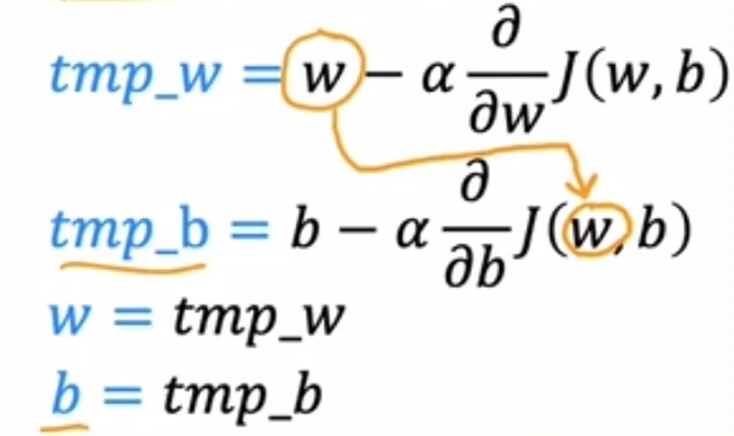 tmp_w = w − α ∂/∂w J(w, b)
tmp_b = b − α ∂/∂b J(w, b)
w = tmp_w
b = tmp_b